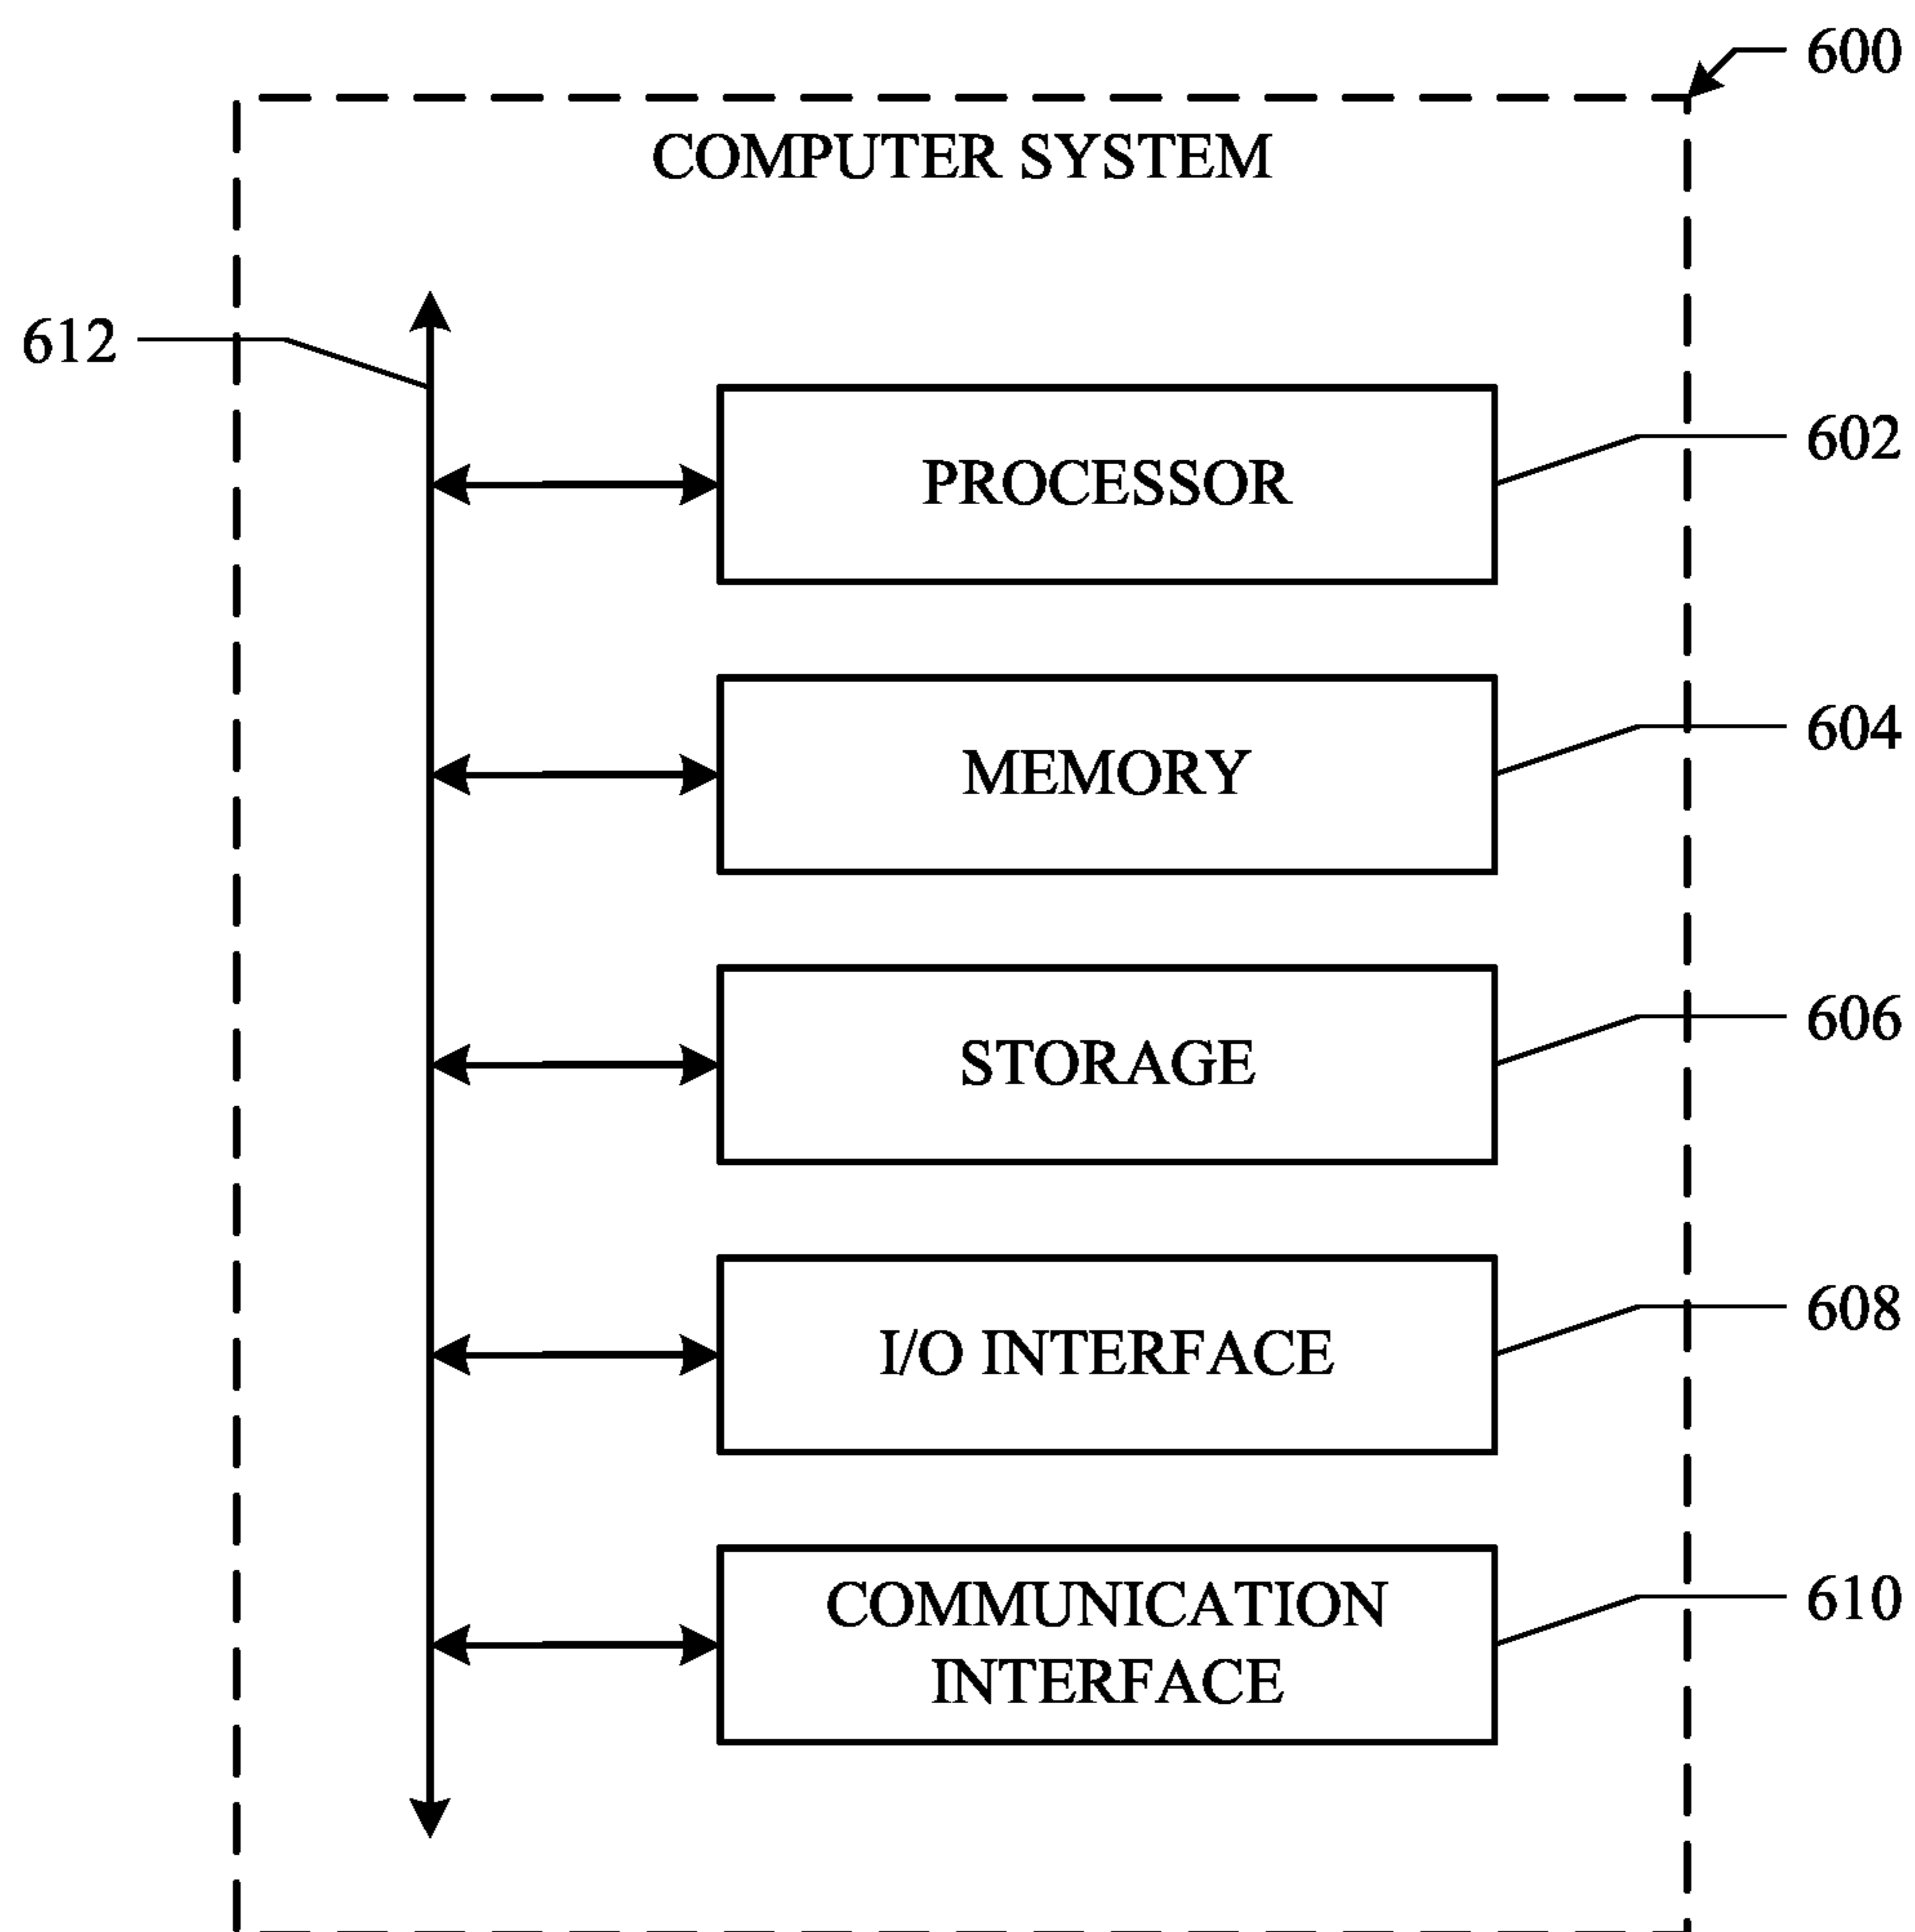 600
COMPUTER SYSTEM
612
PROCESSOR
602
MEMORY
604
STORAGE
606
I/O INTERFACE
608
COMMUNICATION
INTERFACE
610